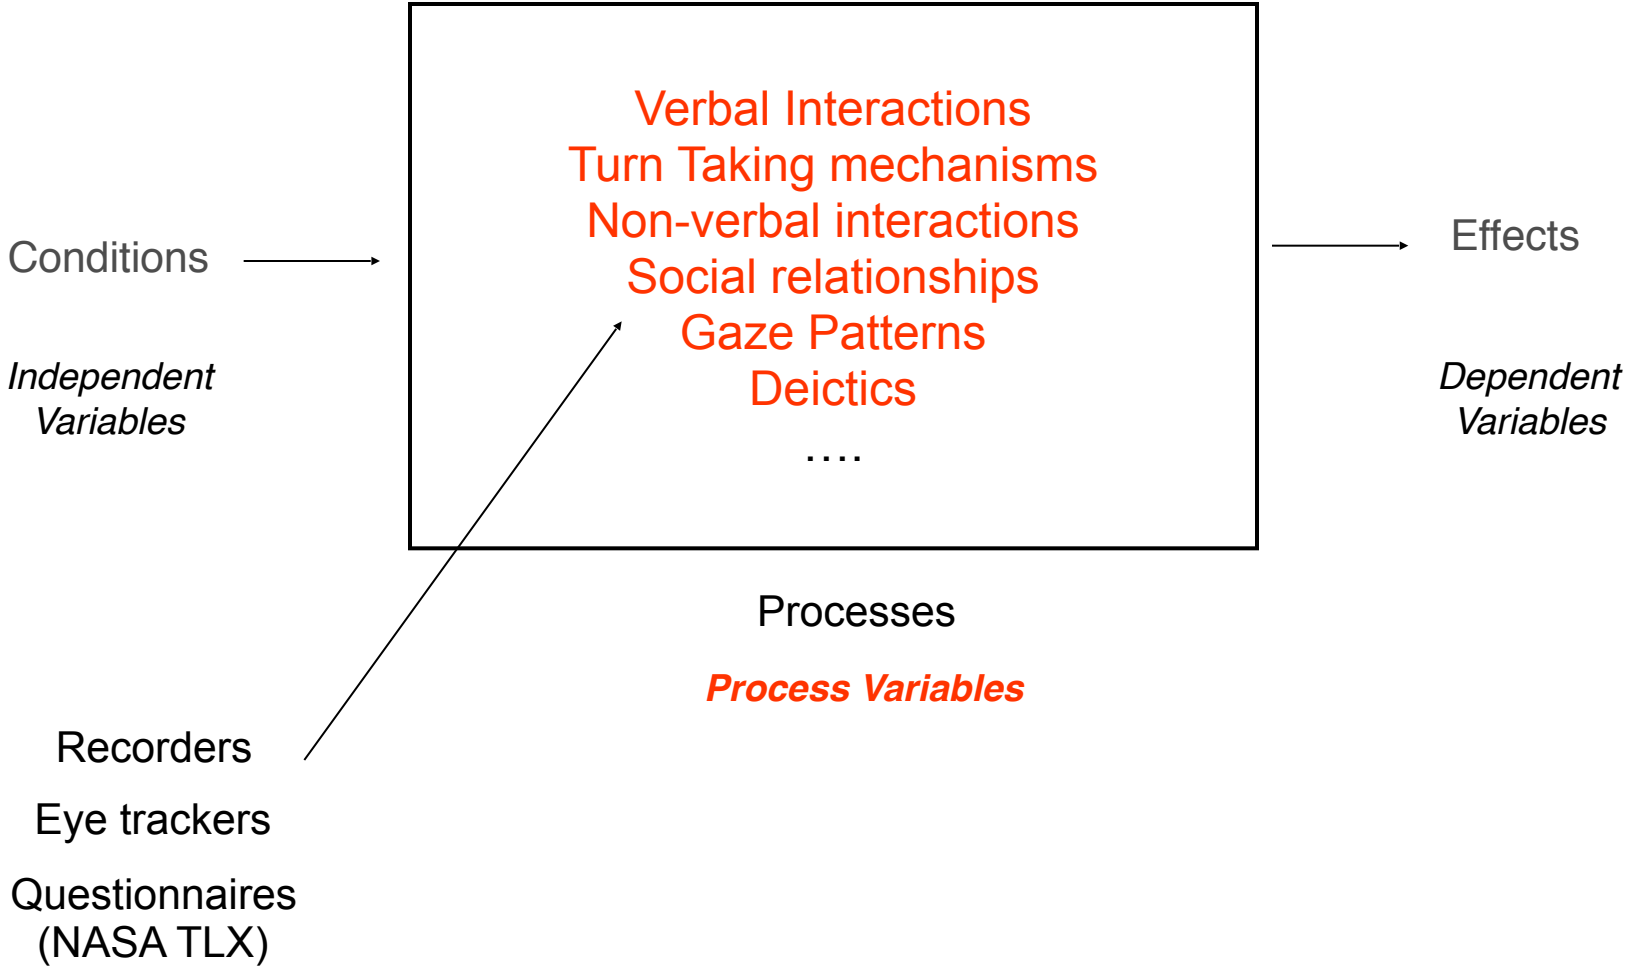 Verbal Interactions
Turn Taking mechanisms
Non-verbal interactions
Social relationships
Gaze Patterns
Deictics
....
Conditions
Independent
Variables
Effects
Dependent
Variables
Processes
Process Variables
Recorders
Eye trackers
Questionnaires
(NASA TLX)